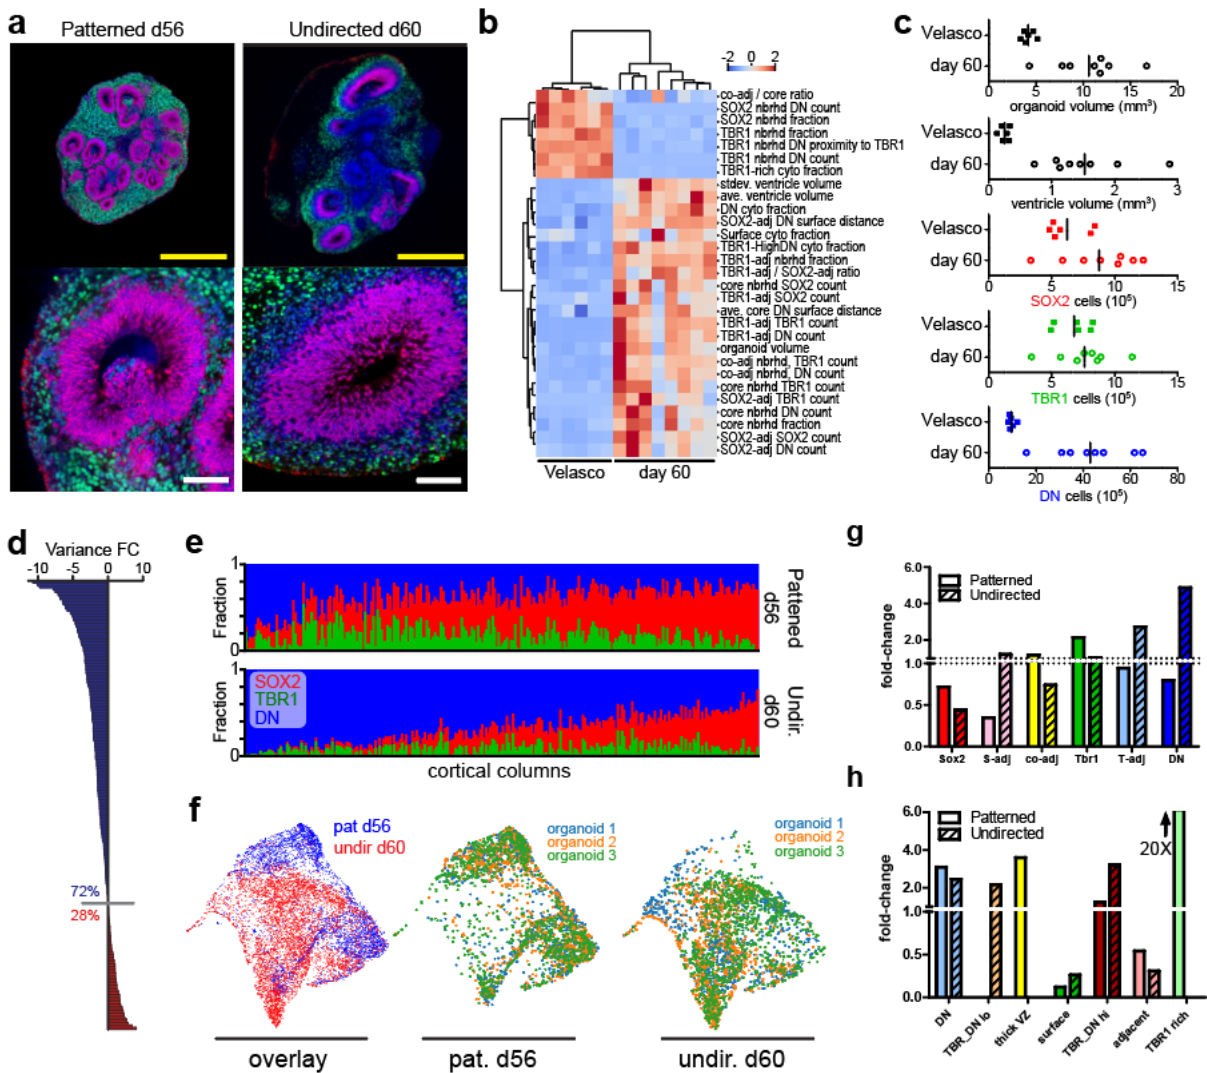 a
Patterned d56
Undirected d60
b
-2 0 2
co-adj / core ratio
SOX2 nbrhd DN count
SOX2 nbrhd fraction
TBR1 nbrhd fraction
TBR1 nbrhd DN proximity to TBR1
TBR1 nbrhd DN count
TBR1-rich cyto fraction
stdev. ventricle volume
ave. ventricle volume
DN cyto fraction
SOX2-adj DN surface distance
Surface cyto fraction
TBR1-HighDN cyto fraction
TBR1-adj nbrhd fraction
TBR1-adj / SOX2-adj ratio
core nbrhd SOX2 count
TBR1-adj SOX2 count
ave. core DN surface distance
TBR1-adj TBR1 count
TBR1-adj DN count
organoid volume
co-adj nbrhd, TBR1 count
co-adj nbrhd, DN count
core nbrhd TBR1 count
SOX2-adj TBR1 count
core nbrhd DN count
core nbrhd fraction
SOX2-adj SOX2 count
SOX2-adj DN count
Velasco
day 60
c
Velasco
day 60
0 5 10 15 20
organoid volume (mm³)
Velasco
day 60
0 1 2 3
ventricle volume (mm³)
Velasco
day 60
SOX2 cells (10⁵)
Velasco
day 60
0 5 10 15
TBR1 cells (10⁵)
Velasco
day 60
0 20 40 60 80
DN cells (10⁵)
d
Variance FC
-10 -5 0 10
72%
28%
e
1
Fraction
0
Pattened
d56
1
Fraction
0
SOX2
TBR1
DN
Undir.
d60
cortical columns
f
pat d56
undir d60
organoid 1
organoid 2
organoid 3
organoid 1
organoid 2
organoid 3
overlay
pat. d56
undir. d60
g
fold-change
6.0
4.0
2.0
1.0
0.5
0.0
Patterned
Undirected
Sox2 S-adj co-adj Tbr1 T-adj DN
h
fold-change
6.0
4.0
2.0
1.0
0.5
0.0
Patterned
Undirected
20X
DN
TBR_DN lo
thick VZ
surface
TBR_DN hi
adjacent
TBR1 rich